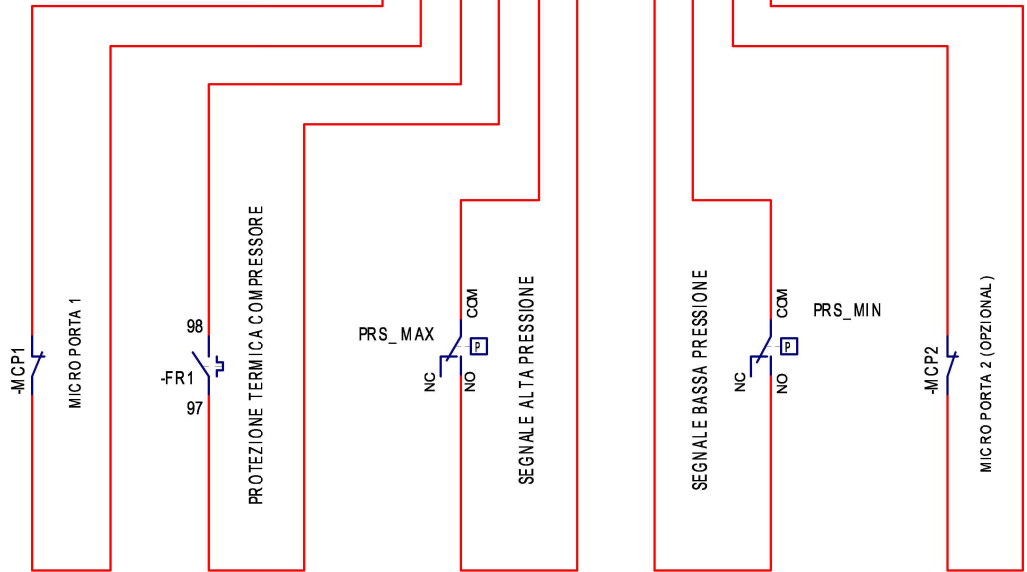 -MCP1
MICRO PORTA 1
98
-FR1
97
PROTEZIONE TERMICA COMPRESSORE
PRS_MAX
COM
P
NC
NO
SEGNALE ALTA PRESSIONE
SEGNALE BASSA PRESSIONE
COM
P
NC
NO
PRS_MIN
-MCP2
MICRO PORTA 2 (OPZIONAL)